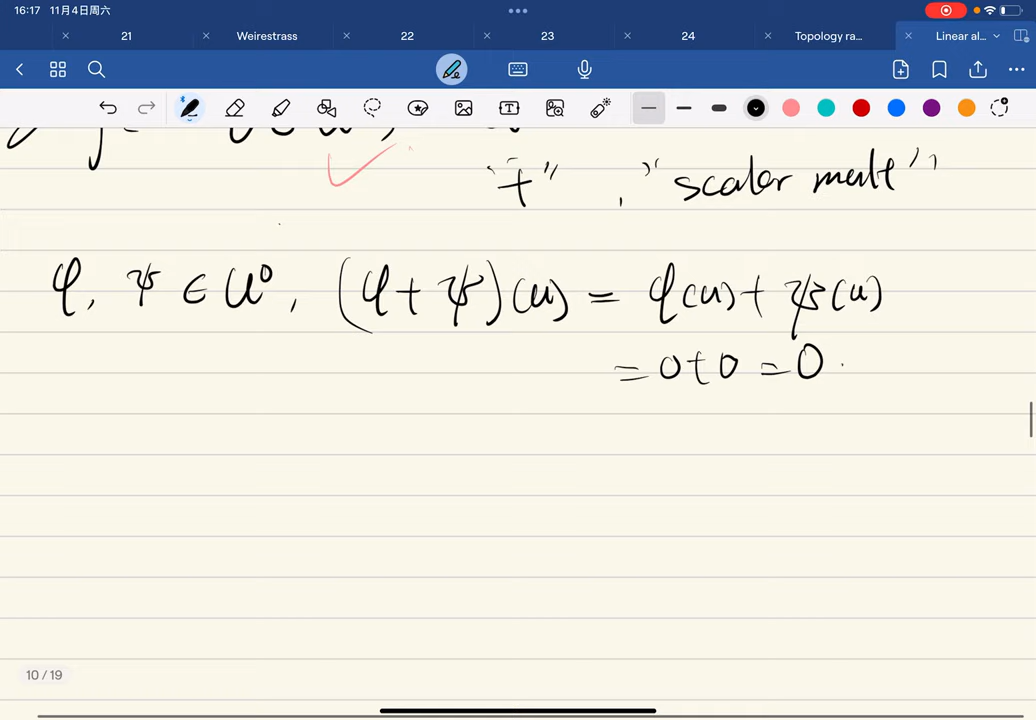 16:17 11月4日周六
21 Weirestrass 22 23 24 Topology ra... Linear al...
"+" , "scalar mult"
φ, ψ ∈ U⁰, (φ + ψ)(u) = φ(u) + ψ(u)
= 0 + 0 = 0.
10 / 19